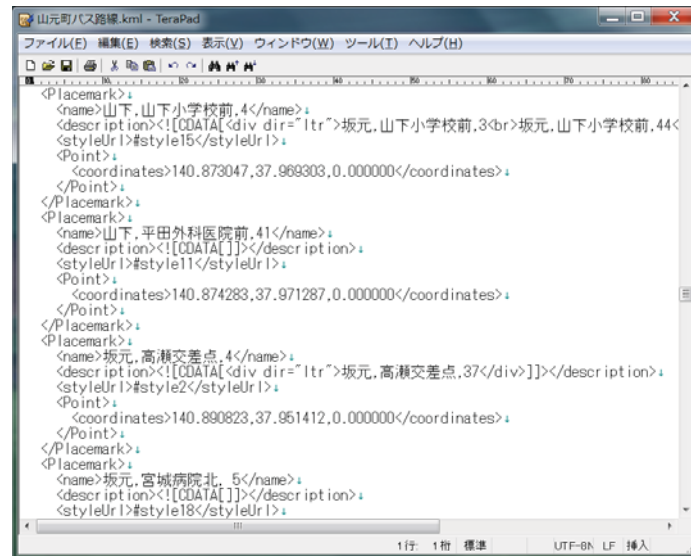 山元町バス路線.kml - TeraPad
ファイル(F) 編集(E) 検索(S) 表示(V) ウィンドウ(W) ツール(T) ヘルプ(H)
<Placemark>↓
<name>山下,山下小学校前,4</name>↓
<description><![CDATA[<div dir="ltr">坂元,山下小学校前,3<br>坂元,山下小学校前,44<
<styleUrl>#style15</styleUrl>↓
<Point>↓
<coordinates>140.873047,37.969303,0.000000</coordinates>↓
</Point>↓
</Placemark>↓
<Placemark>↓
<name>山下,平田外科医院前,41</name>↓
<description><![CDATA[]]></description>↓
<styleUrl>#style11</styleUrl>↓
<Point>↓
<coordinates>140.874283,37.971287,0.000000</coordinates>↓
</Point>↓
</Placemark>↓
<Placemark>↓
<name>坂元,高瀬交差点,4</name>↓
<description><![CDATA[<div dir="ltr">坂元,高瀬交差点,37</div>]]></description>↓
<styleUrl>#style2</styleUrl>↓
<Point>↓
<coordinates>140.890823,37.951412,0.000000</coordinates>↓
</Point>↓
</Placemark>↓
<Placemark>↓
<name>坂元,宮城病院北, 5</name>↓
<description><![CDATA[]]></description>↓
<styleUrl>#style18</styleUrl>↓
1行: 1桁 標準 UTF-8N LF 挿入